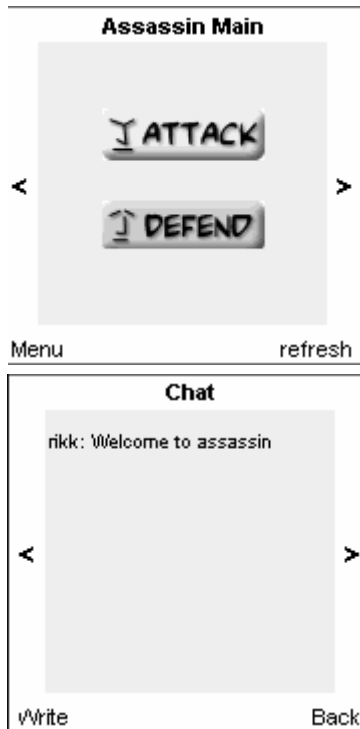 Assassin Main
ATTACK
< >
DEFEND
Menu refresh
Chat
rikk: Welcome to assassin
< >
Write Back